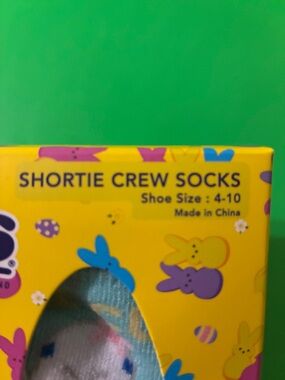 SHORTIE CREW SOCKS
Shoe Size : 4-10
Made in China